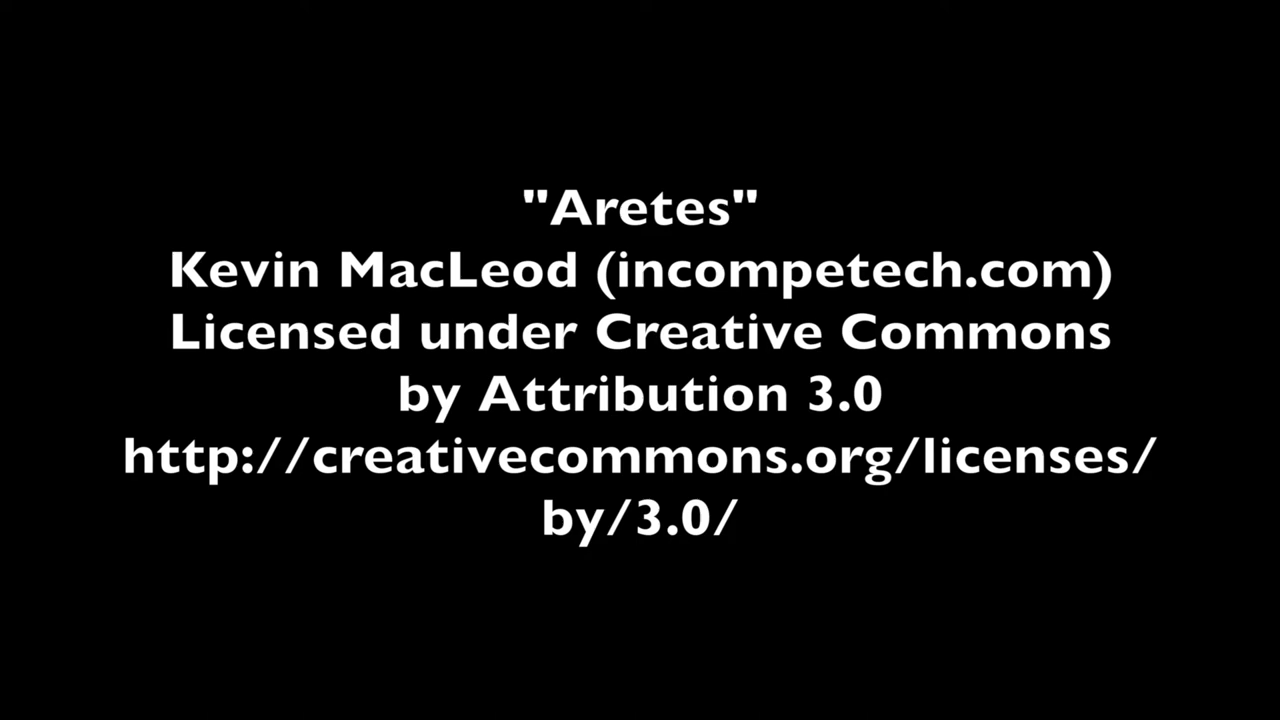 "Aretes"
Kevin MacLeod (incompetech.com)
Licensed under Creative Commons
by Attribution 3.0
http://creativecommons.org/licenses/
by/3.0/